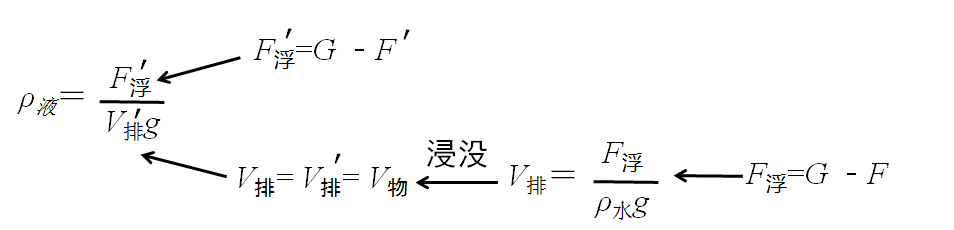 F浮′=G - F′
ρ液= F浮′/V排′g
V排=V排′=V物 浸没 V排= F浮/ρ水g F浮=G - F